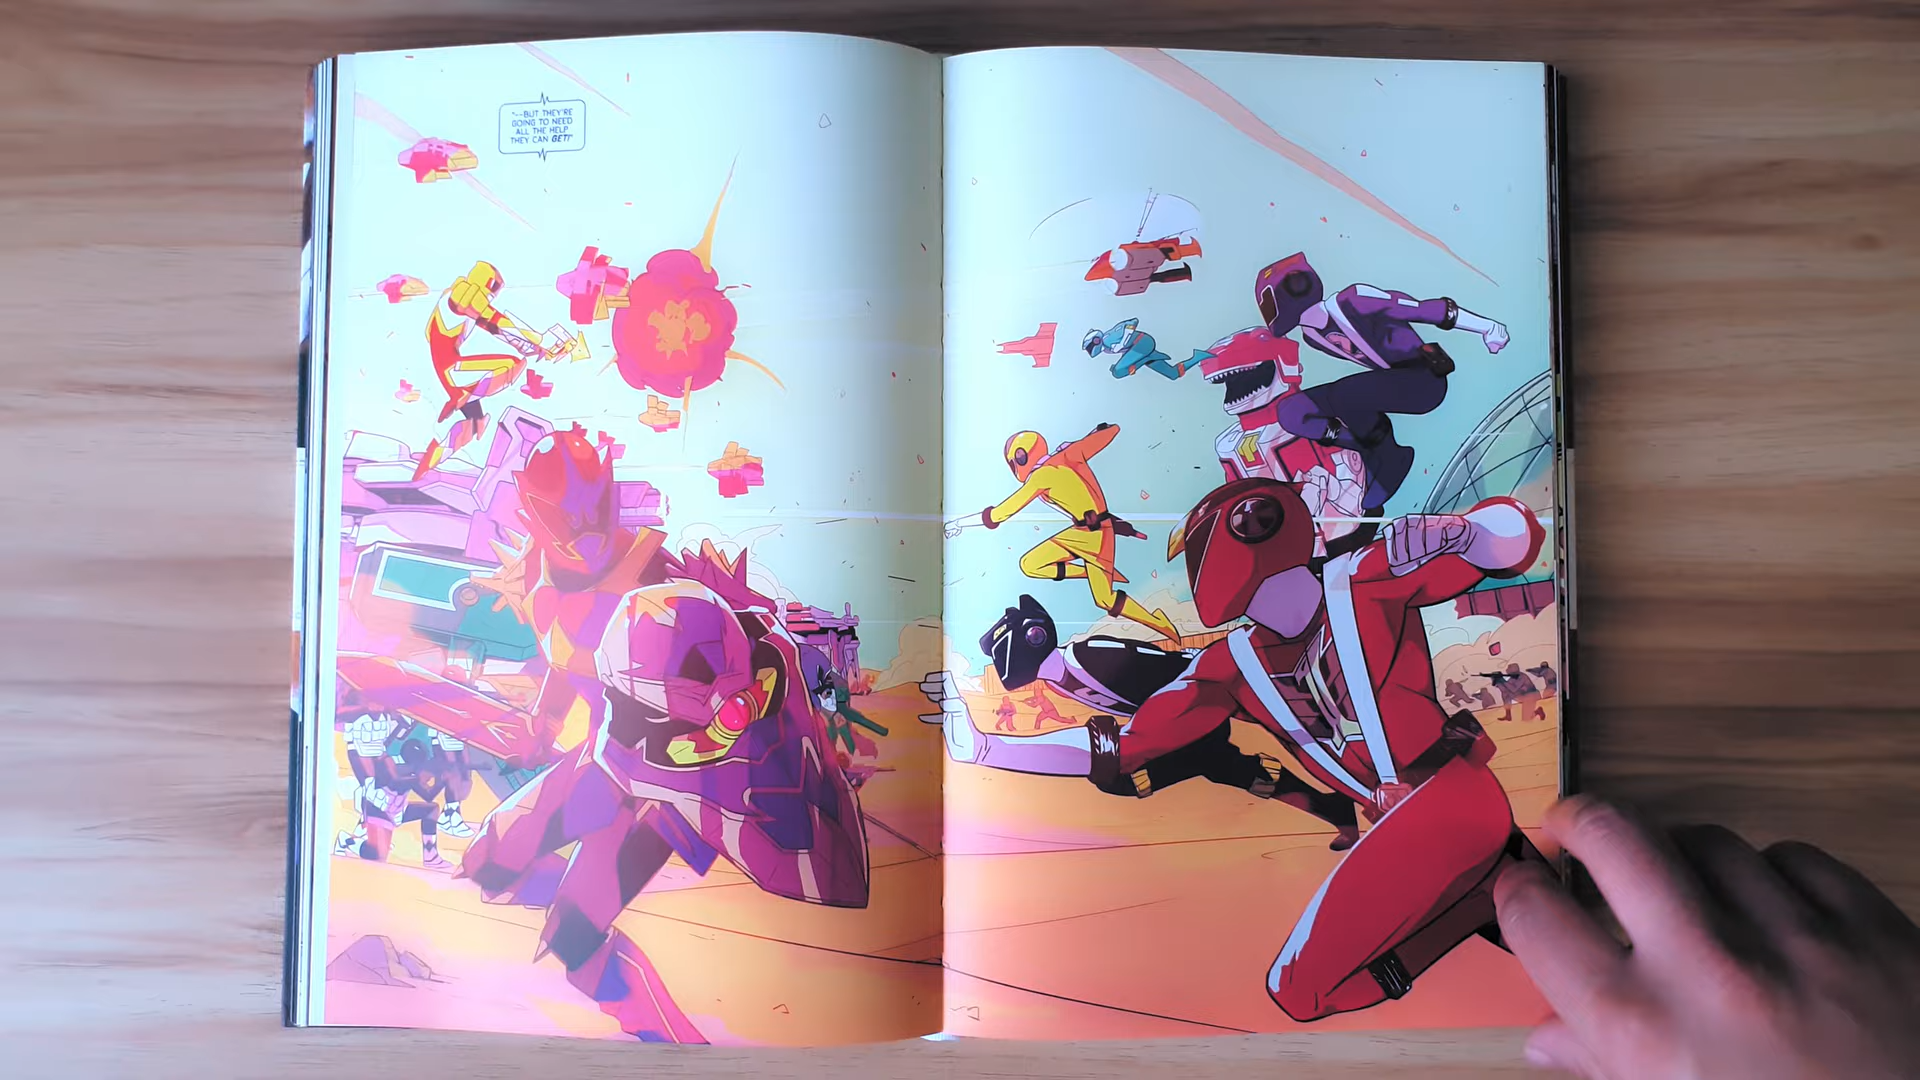 "--BUT THEY'RE
GOING TO NEED
ALL THE HELP
THEY CAN GET!"